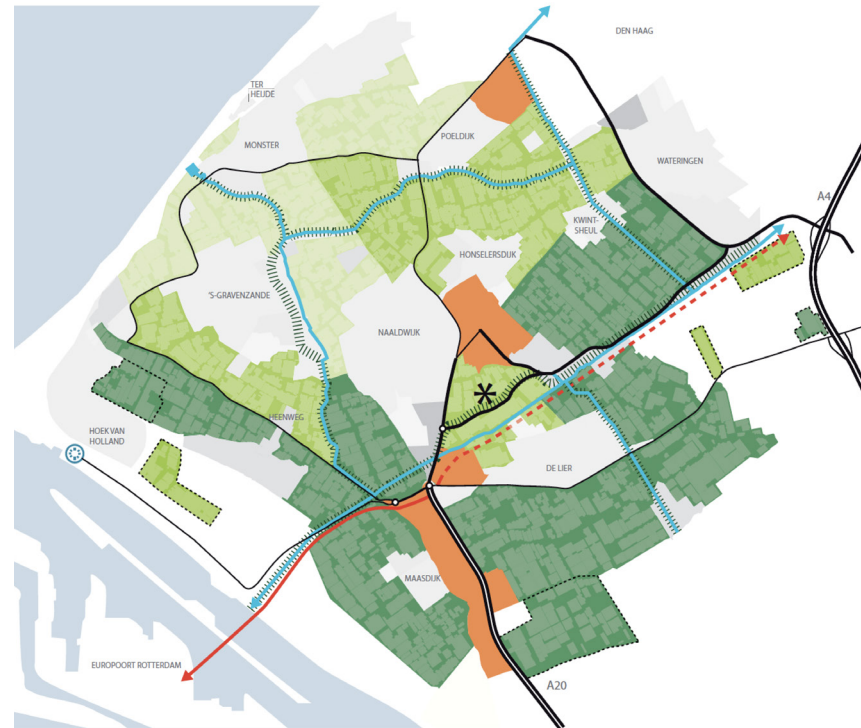 DEN HAAG
TER
HEIJDE
MONSTER
POELDIJK
WATERINGEN
A4
KWINT-
SHEUL
HONSELERSDIJK
'S-GRAVENZANDE
NAALDWIJK
HEENWEG
HOEK VAN
HOLLAND
DE LIER
MAASDIJK
EUROPOORT ROTTERDAM
A20